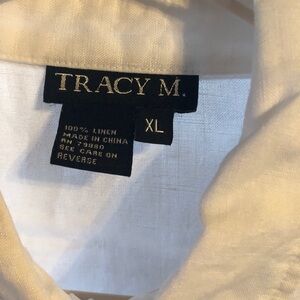 TRACY M.
XL
100% LINEN
MADE IN CHINA
RN 79880
SEE CARE ON
REVERSE